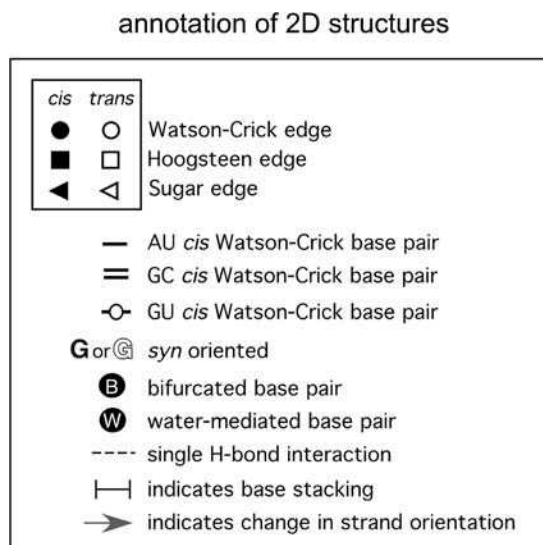 annotation of 2D structures
cis trans
Watson-Crick edge
Hoogsteen edge
Sugar edge
AU cis Watson-Crick base pair
GC cis Watson-Crick base pair
GU cis Watson-Crick base pair
G or G syn oriented
B bifurcated base pair
W water-mediated base pair
single H-bond interaction
indicates base stacking
indicates change in strand orientation